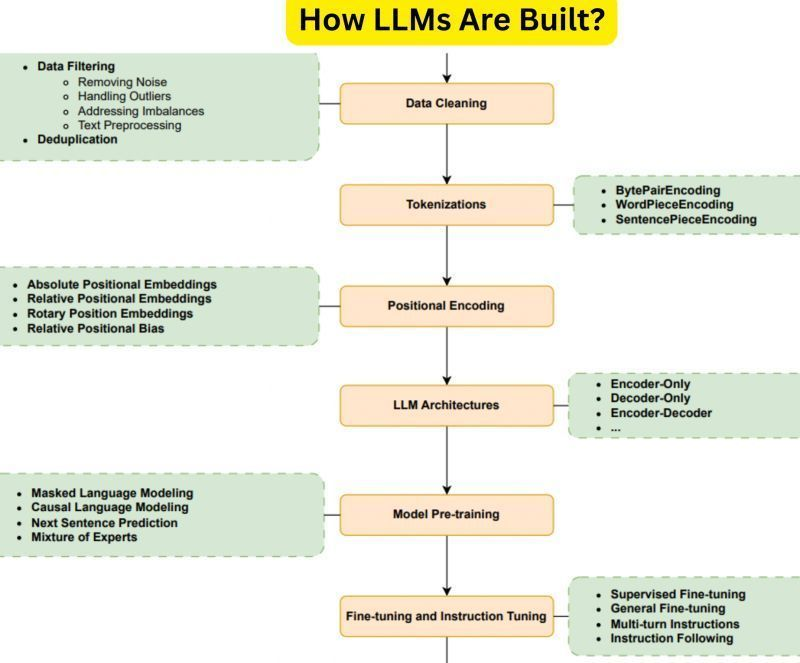 How LLMs Are Built?
Data Filtering
Removing Noise
Handling Outliers
Addressing Imbalances
Text Preprocessing
Deduplication
Data Cleaning
Tokenizations
BytePairEncoding
WordPieceEncoding
SentencePieceEncoding
Absolute Positional Embeddings
Relative Positional Embeddings
Rotary Position Embeddings
Relative Positional Bias
Positional Encoding
LLM Architectures
Encoder-Only
Decoder-Only
Encoder-Decoder
...
Masked Language Modeling
Causal Language Modeling
Next Sentence Prediction
Mixture of Experts
Model Pre-training
Fine-tuning and Instruction Tuning
Supervised Fine-tuning
General Fine-tuning
Multi-turn Instructions
Instruction Following